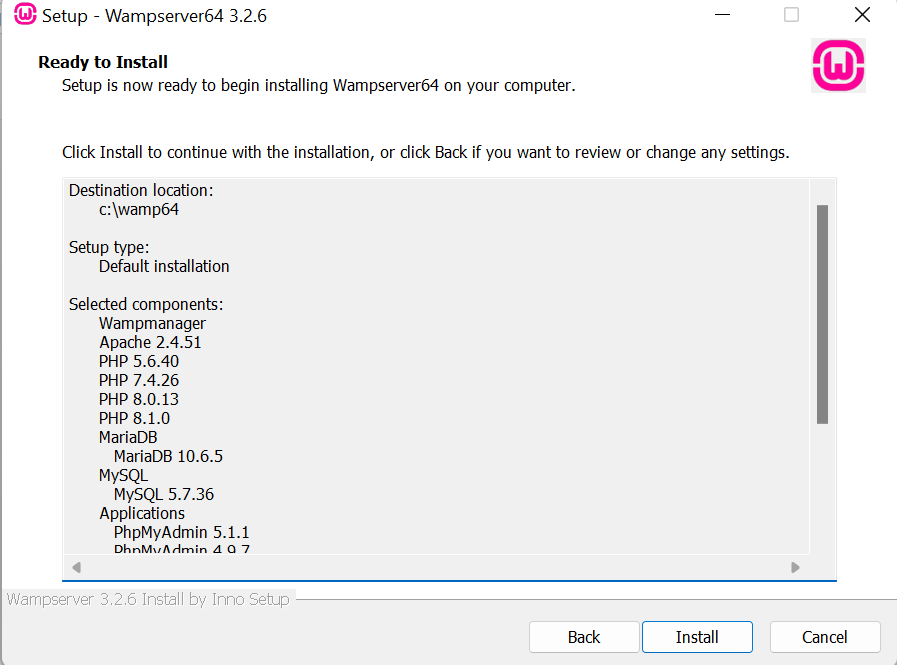 Setup - Wampserver64 3.2.6
Ready to Install
Setup is now ready to begin installing Wampserver64 on your computer.
Click Install to continue with the installation, or click Back if you want to review or change any settings.
Destination location:
c:\wamp64
Setup type:
Default installation
Selected components:
Wampmanager
Apache 2.4.51
PHP 5.6.40
PHP 7.4.26
PHP 8.0.13
PHP 8.1.0
MariaDB
MariaDB 10.6.5
MySQL
MySQL 5.7.36
Applications
PhpMyAdmin 5.1.1
PhpMyAdmin 4.9.7
Wampserver 3.2.6 Install by Inno Setup
Back Install Cancel